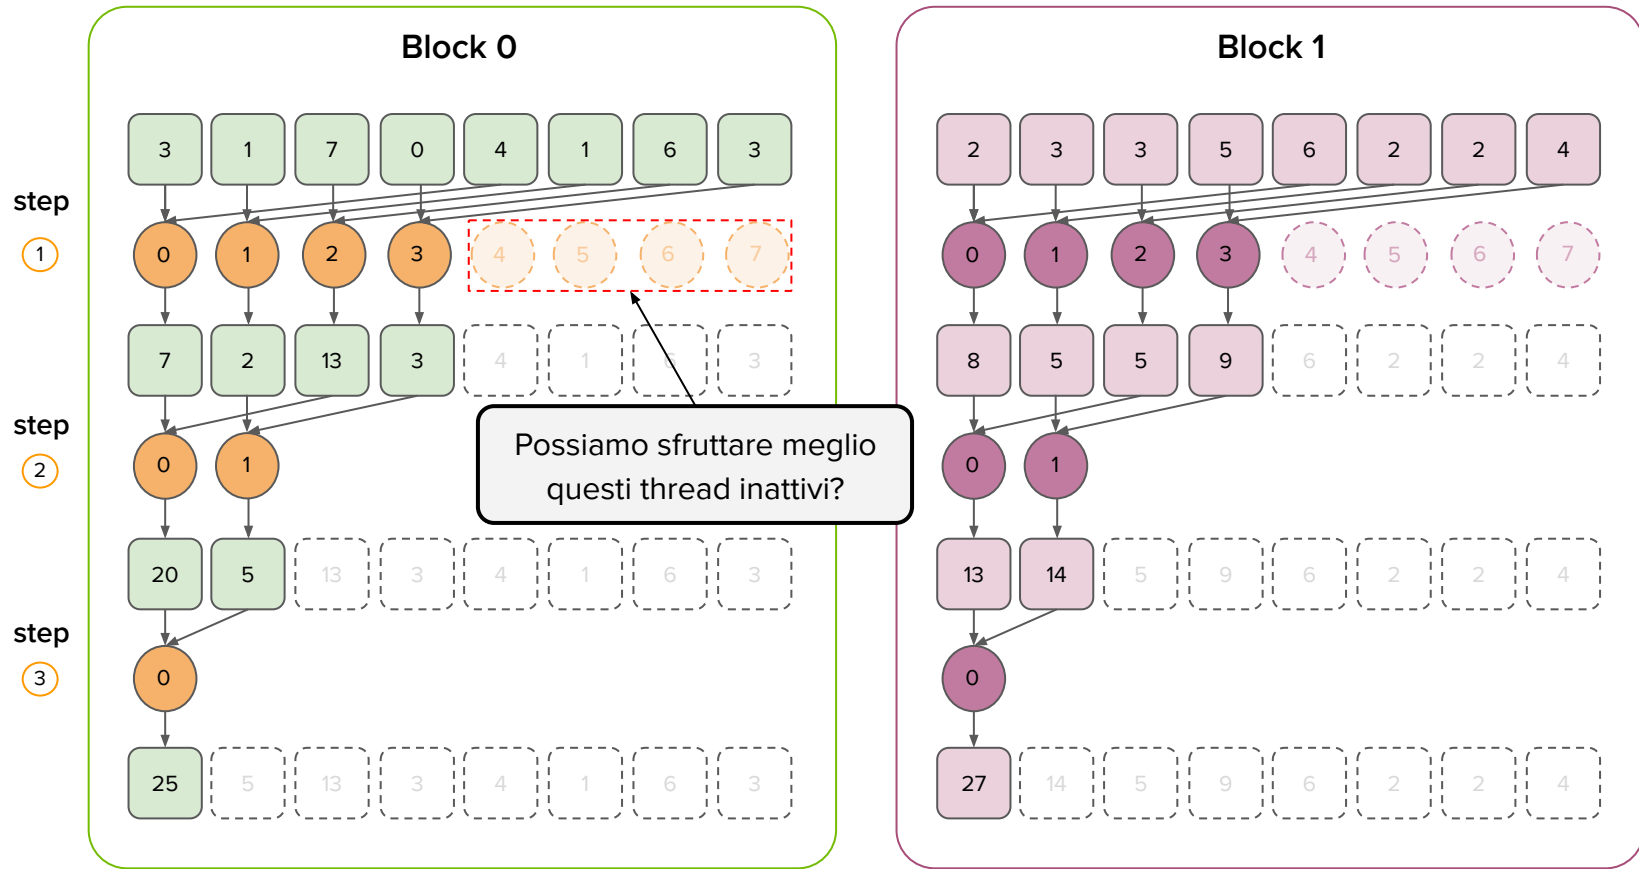 Block 0
Block 1
3 1 7 0 4 1 6 3
2 3 3 5 6 2 2 4
step
1
0 1 2 3 4 5 6 7
0 1 2 3 4 5 6 7
7 2 13 3 4 1 6 3
8 5 5 9 6 2 2 4
Possiamo sfruttare meglio
questi thread inattivi?
step
2
0 1
0 1
20 5 13 3 4 1 6 3
13 14 5 9 6 2 2 4
step
3
0
0
25 5 13 3 4 1 6 3
27 14 5 9 6 2 2 4